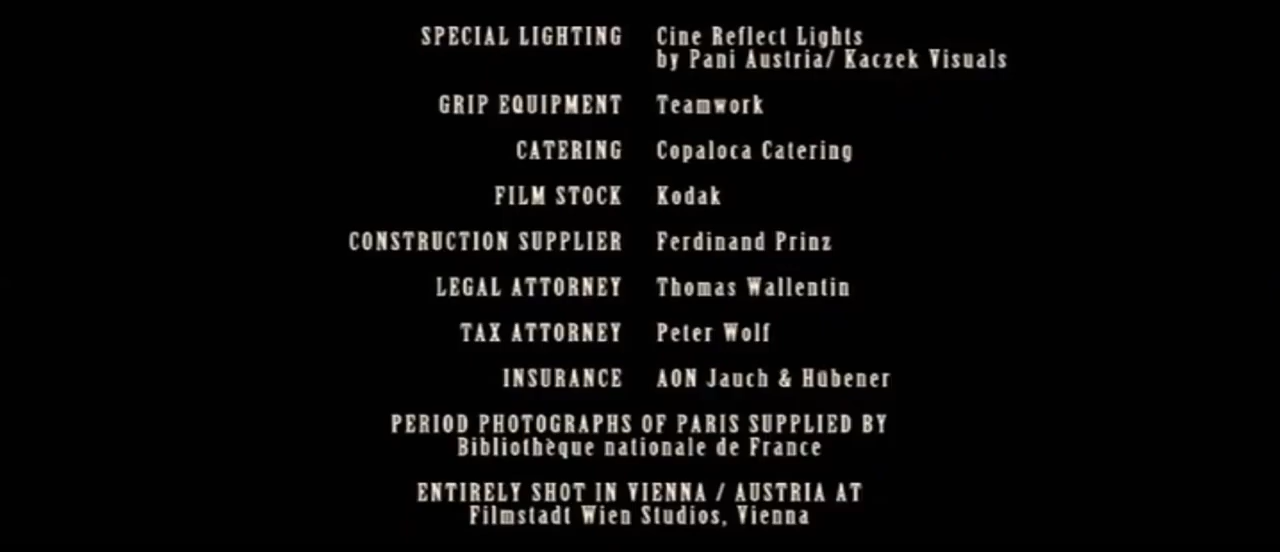 SPECIAL LIGHTING Cine Reflect Lights
by Pani Austria/ Kaczek Visuals
GRIP EQUIPMENT Teamwork
CATERING Copaloca Catering
FILM STOCK Kodak
CONSTRUCTION SUPPLIER Ferdinand Prinz
LEGAL ATTORNEY Thomas Wallentin
TAX ATTORNEY Peter Wolf
INSURANCE AON Jauch & Hübener
PERIOD PHOTOGRAPHS OF PARIS SUPPLIED BY
Bibliothèque nationale de France
ENTIRELY SHOT IN VIENNA / AUSTRIA AT
Filmstadt Wien Studios, Vienna